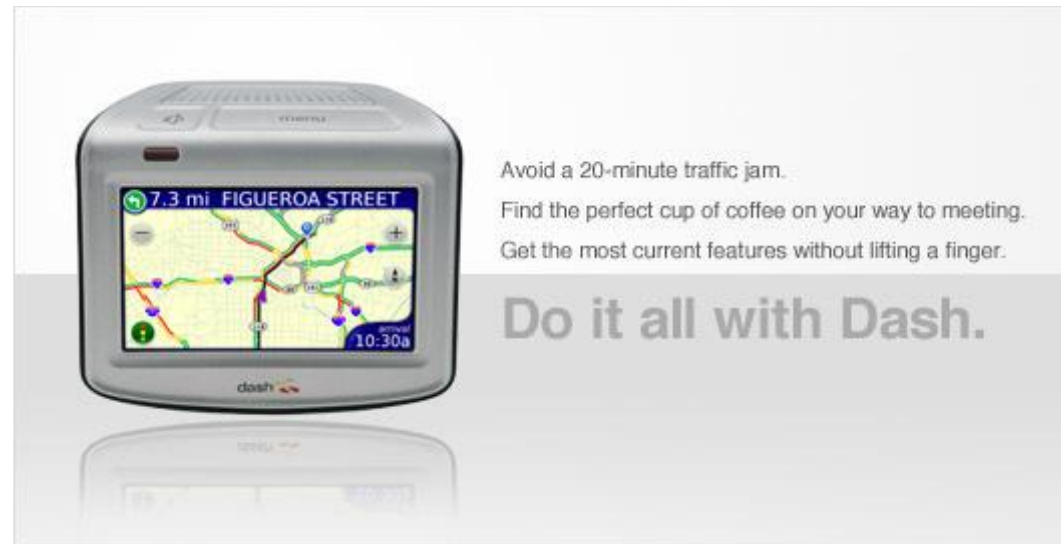 menu
7.3 mi FIGUEROA STREET
arrival
10:30a
dash
Avoid a 20-minute traffic jam.
Find the perfect cup of coffee on your way to meeting.
Get the most current features without lifting a finger.
Do it all with Dash.